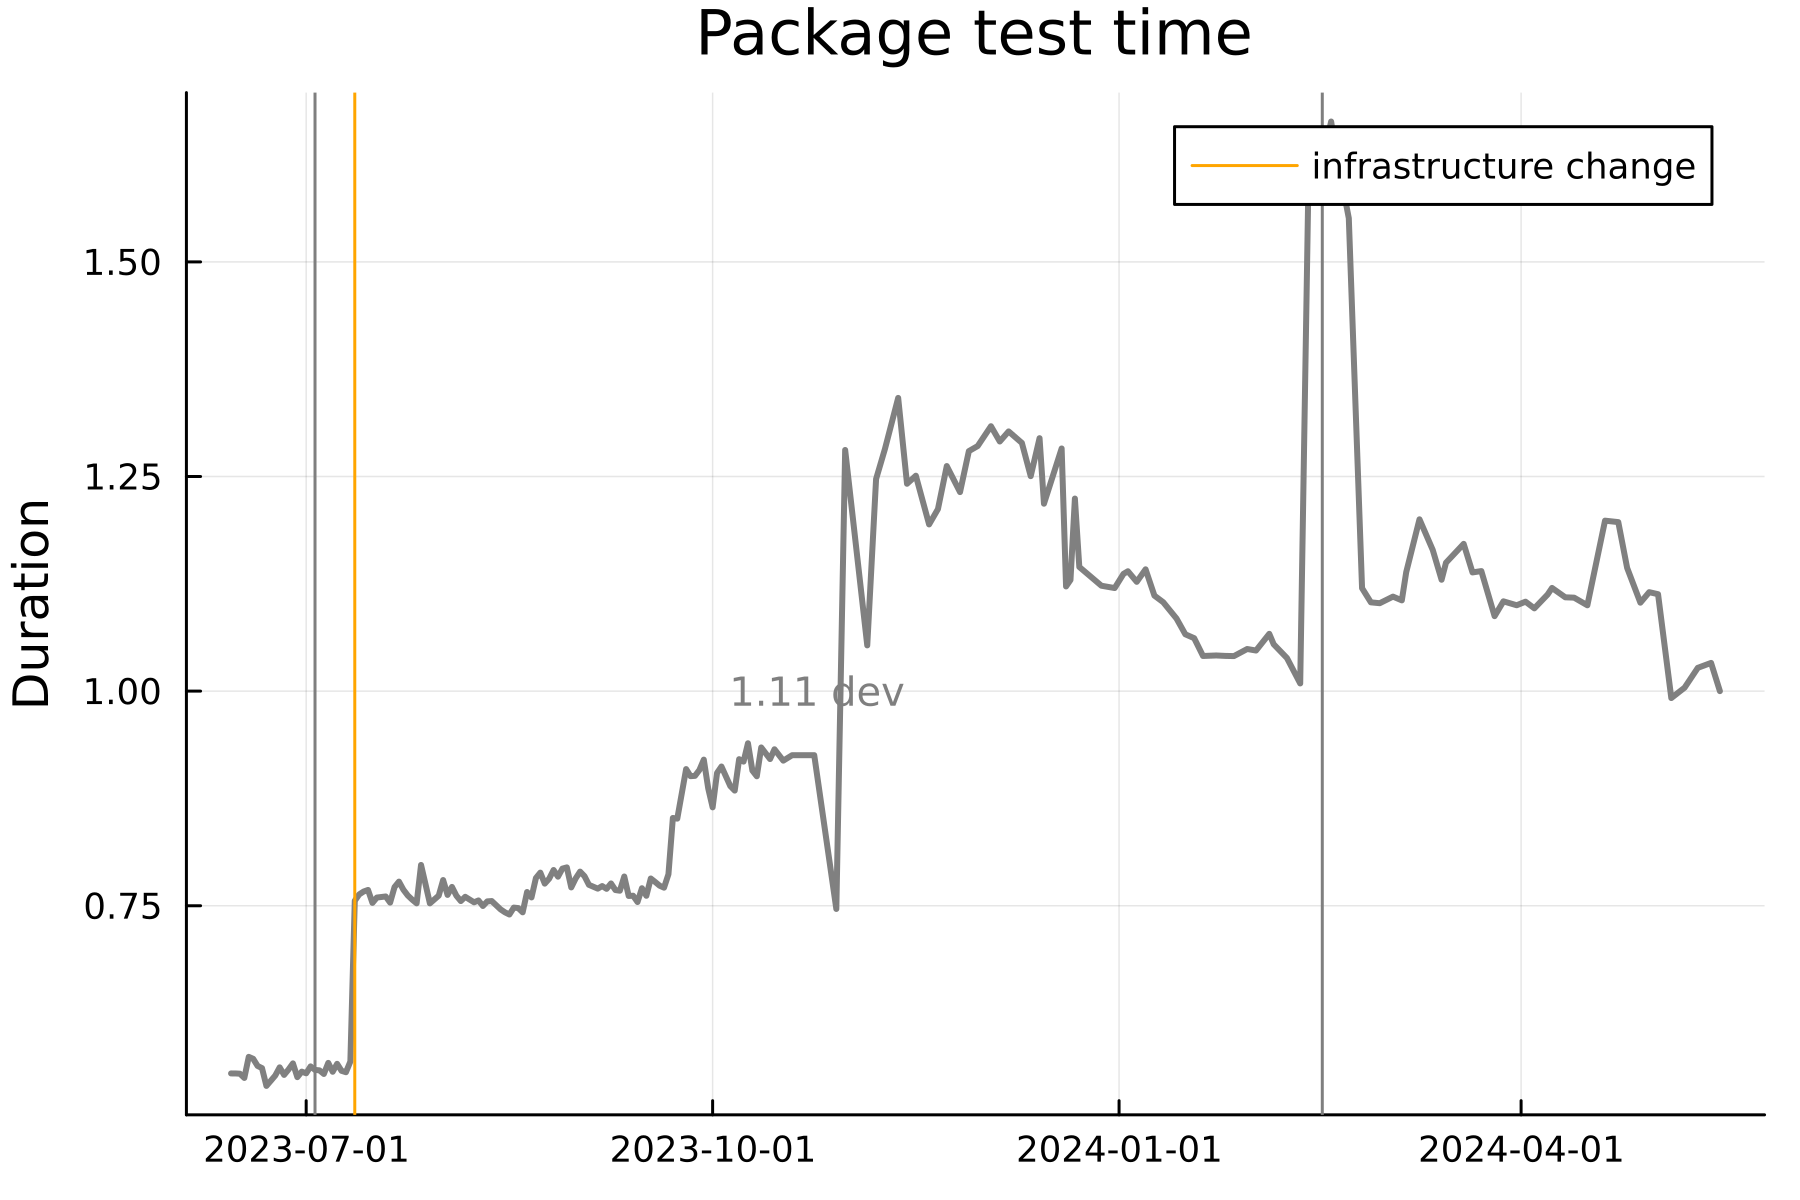 Package test time
infrastructure change
Duration
1.50
1.25
1.00
0.75
1.11 dev
2023-07-01
2023-10-01
2024-01-01
2024-04-01